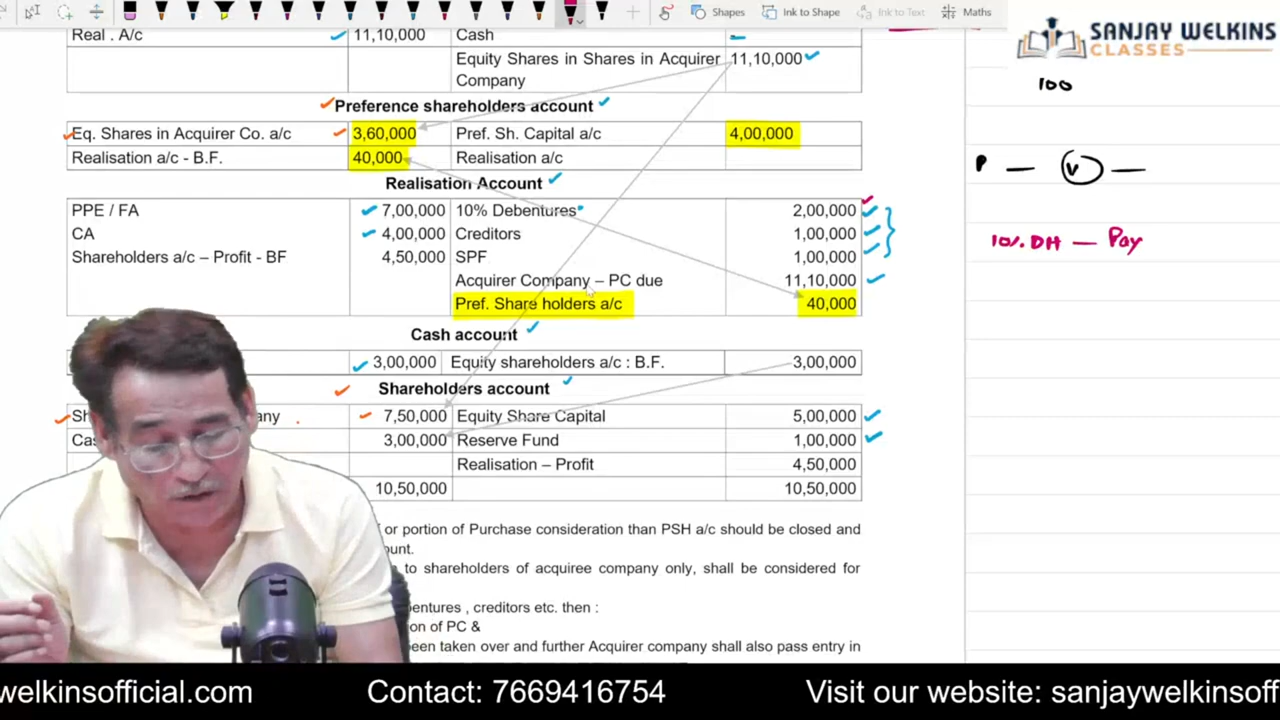 Shapes Ink to Shape Ink to Text Maths
SANJAY WELKINS
CLASSES
Real . A/c 11,10,000 Cash
Equity Shares in Shares in Acquirer 11,10,000
Company
100
Preference shareholders account
Eq. Shares in Acquirer Co. a/c 3,60,000 Pref. Sh. Capital a/c 4,00,000
Realisation a/c - B.F. 40,000 Realisation a/c
P — V —
Realisation Account
PPE / FA 7,00,000 10% Debentures 2,00,000
CA 4,00,000 Creditors 1,00,000
10% DH — Pay
Shareholders a/c – Profit - BF 4,50,000 SPF 1,00,000
Acquirer Company – PC due 11,10,000
Pref. Share holders a/c 40,000
Cash account
3,00,000 Equity shareholders a/c : B.F. 3,00,000
Shareholders account
7,50,000 Equity Share Capital 5,00,000
3,00,000 Reserve Fund 1,00,000
Realisation – Profit 4,50,000
10,50,000 10,50,000
or portion of Purchase consideration than PSH a/c should be closed and
to shareholders of acquiree company only, shall be considered for
creditors etc. then :
of PC &
been taken over and further Acquirer company shall also pass entry in
welkinsofficial.com Contact: 7669416754 Visit our website: sanjaywelkinsoff